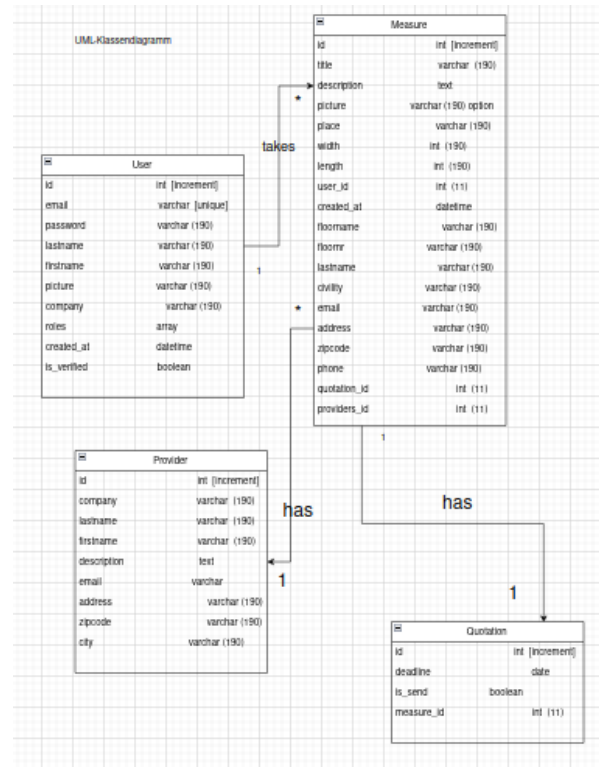 UML-Klassendiagramm
Measure
id int [increment]
title varchar (190)
description text
picture varchar (190) option
place varchar (190)
width int (190)
length int (190)
user_id int (11)
created_at datetime
floorname varchar (190)
floornr varchar (190)
lastname varchar (190)
civility varchar (190)
email varchar (190)
address varchar (190)
zipcode varchar (190)
phone varchar (190)
quotation_id int (11)
providers_id int (11)
*
takes
1
User
id int [increment]
email varchar [unique]
password varchar (190)
lastname varchar (190)
firstname varchar (190)
picture varchar (190)
company varchar (190)
roles array
created_at datetime
is_verified boolean
*
has
1
Provider
id int [increment]
company varchar (190)
lastname varchar (190)
firstname varchar (190)
description text
email varchar
address varchar (190)
zipcode varchar (190)
city varchar (190)
1
has
1
Quotation
id int [increment]
deadline date
is_send boolean
measure_id int (11)